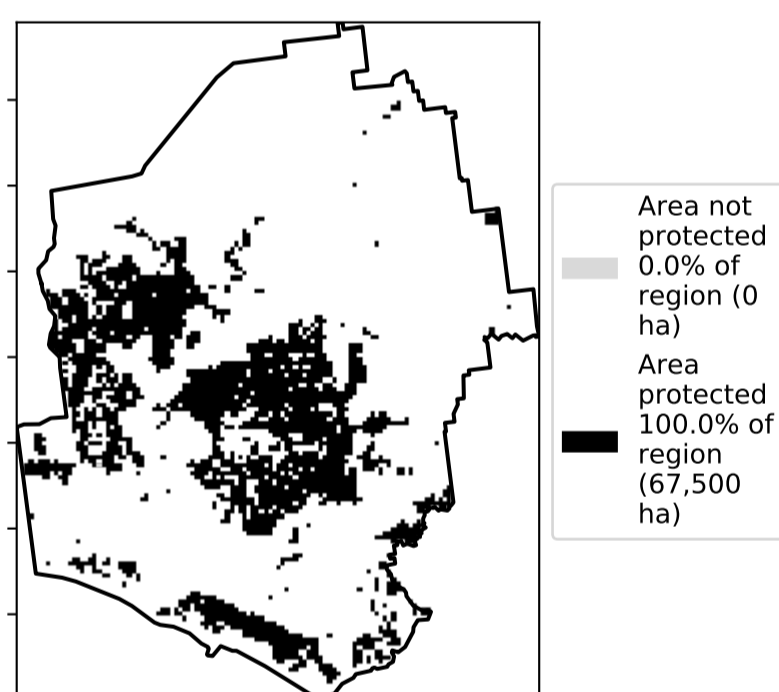 Area not
protected
0.0% of
region (0
ha)
Area
protected
100.0% of
region
(67,500
ha)